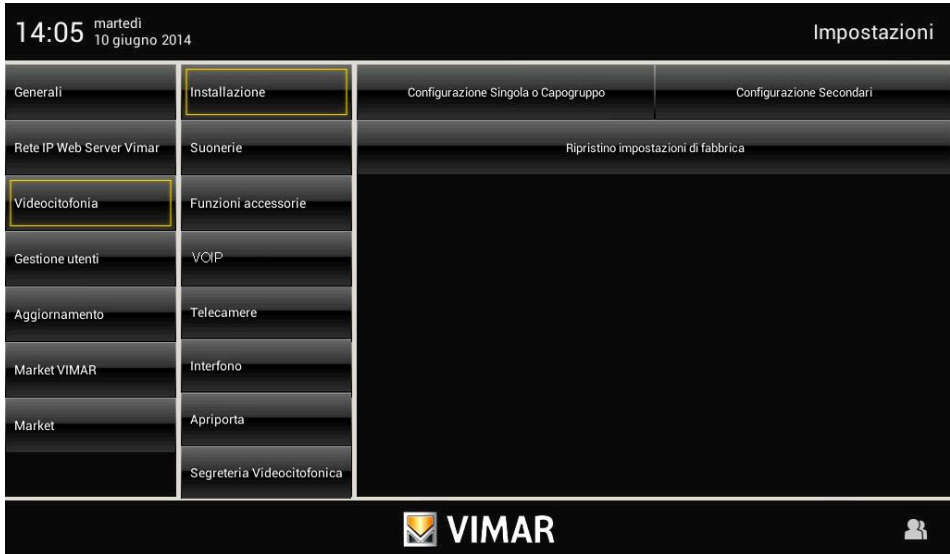 14:05 martedì
10 giugno 2014
Impostazioni
Generali
Rete IP Web Server Vimar
Videocitofonia
Gestione utenti
Aggiornamento
Market VIMAR
Market
Installazione
Suonerie
Funzioni accessorie
VOIP
Telecamere
Interfono
Apriporta
Segreteria Videocitofonica
Configurazione Singola o Capogruppo
Configurazione Secondari
Ripristino impostazioni di fabbrica
VIMAR